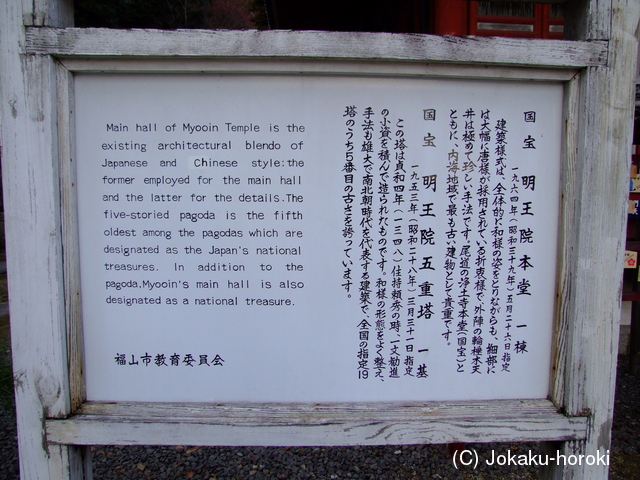 Main hall of Myooin Temple is the
existing architectural blendo of
Japanese and Chinese style:the
former employed for the main hall
and the latter for the details.The
five-storied pagoda is the fifth
oldest among the pagodas which are
designated as the Japan's national
treasures. In addition to the
pagoda,Myooin's main hall is also
designated as a national treasure.
福山市教育委員会
国宝 明王院本堂 一棟
一九六四年(昭和三十九年)五月二十六日指定
建築様式は、全体的に和様の姿をとりながらも、細部に
は大幅に唐様が採用されている折衷様で、外陣の輪棰木天
井は極めて珍しい手法です。尾道の浄土寺本堂(国宝)と
ともに、内海地域で最も古い建物として貴重です。
国宝 明王院五重塔 一基
一九五三年(昭和二十八年)三月三十一日指定
この塔は貞和四年(一三四八)住持頼秀の時、一文勧進
の小資を積んで造られたものです。和様の形態をよく整え、
手法も雄大で南北朝時代を代表する建築で、全国の指定19
塔のうち5番目の古さを誇っています。
(C) Jokaku-horoki